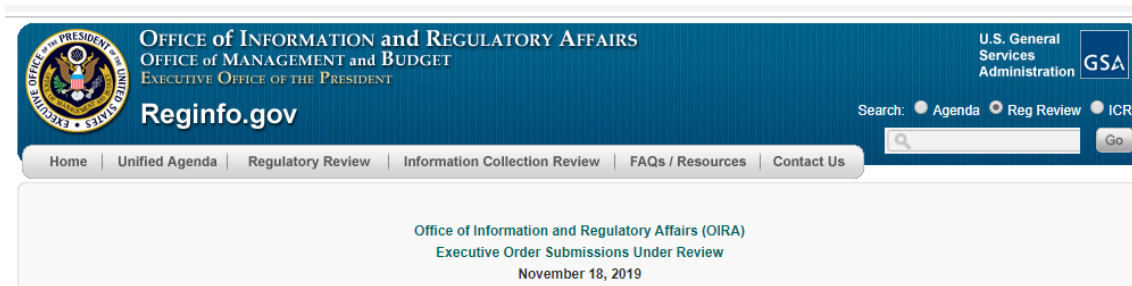 OFFICE of INFORMATION and REGULATORY AFFAIRS
OFFICE of MANAGEMENT and BUDGET
EXECUTIVE OFFICE OF THE PRESIDENT
Reginfo.gov
U.S. General
Services
Administration
GSA
Search: Agenda Reg Review ICR
Go
Home | Unified Agenda | Regulatory Review | Information Collection Review | FAQs / Resources | Contact Us
Office of Information and Regulatory Affairs (OIRA)
Executive Order Submissions Under Review
November 18, 2019